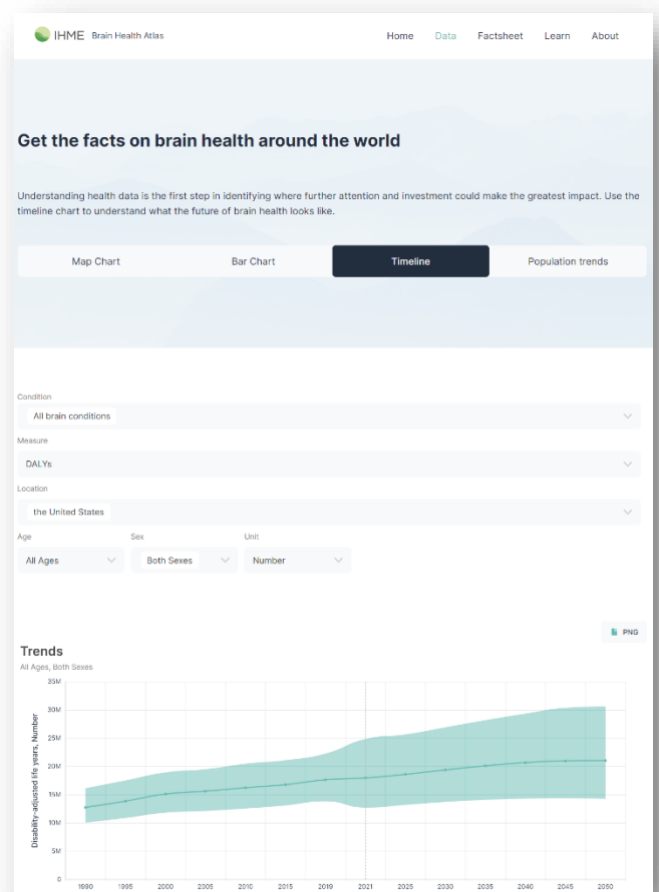 IHME Brain Health Atlas
Home Data Factsheet Learn About
Get the facts on brain health around the world
Understanding health data is the first step in identifying where further attention and investment could make the greatest impact. Use the
timeline chart to understand what the future of brain health looks like.
Map Chart Bar Chart Timeline Population trends
Condition
All brain conditions
Measure
DALYs
Location
the United States
Age Sex Unit
All Ages Both Sexes Number
PNG
Trends
All Ages, Both Sexes
Disability-adjusted life years, Number
35M
30M
25M
20M
15M
10M
5M
0
1990 1995 2000 2005 2010 2015 2019 2021 2025 2030 2035 2040 2045 2050